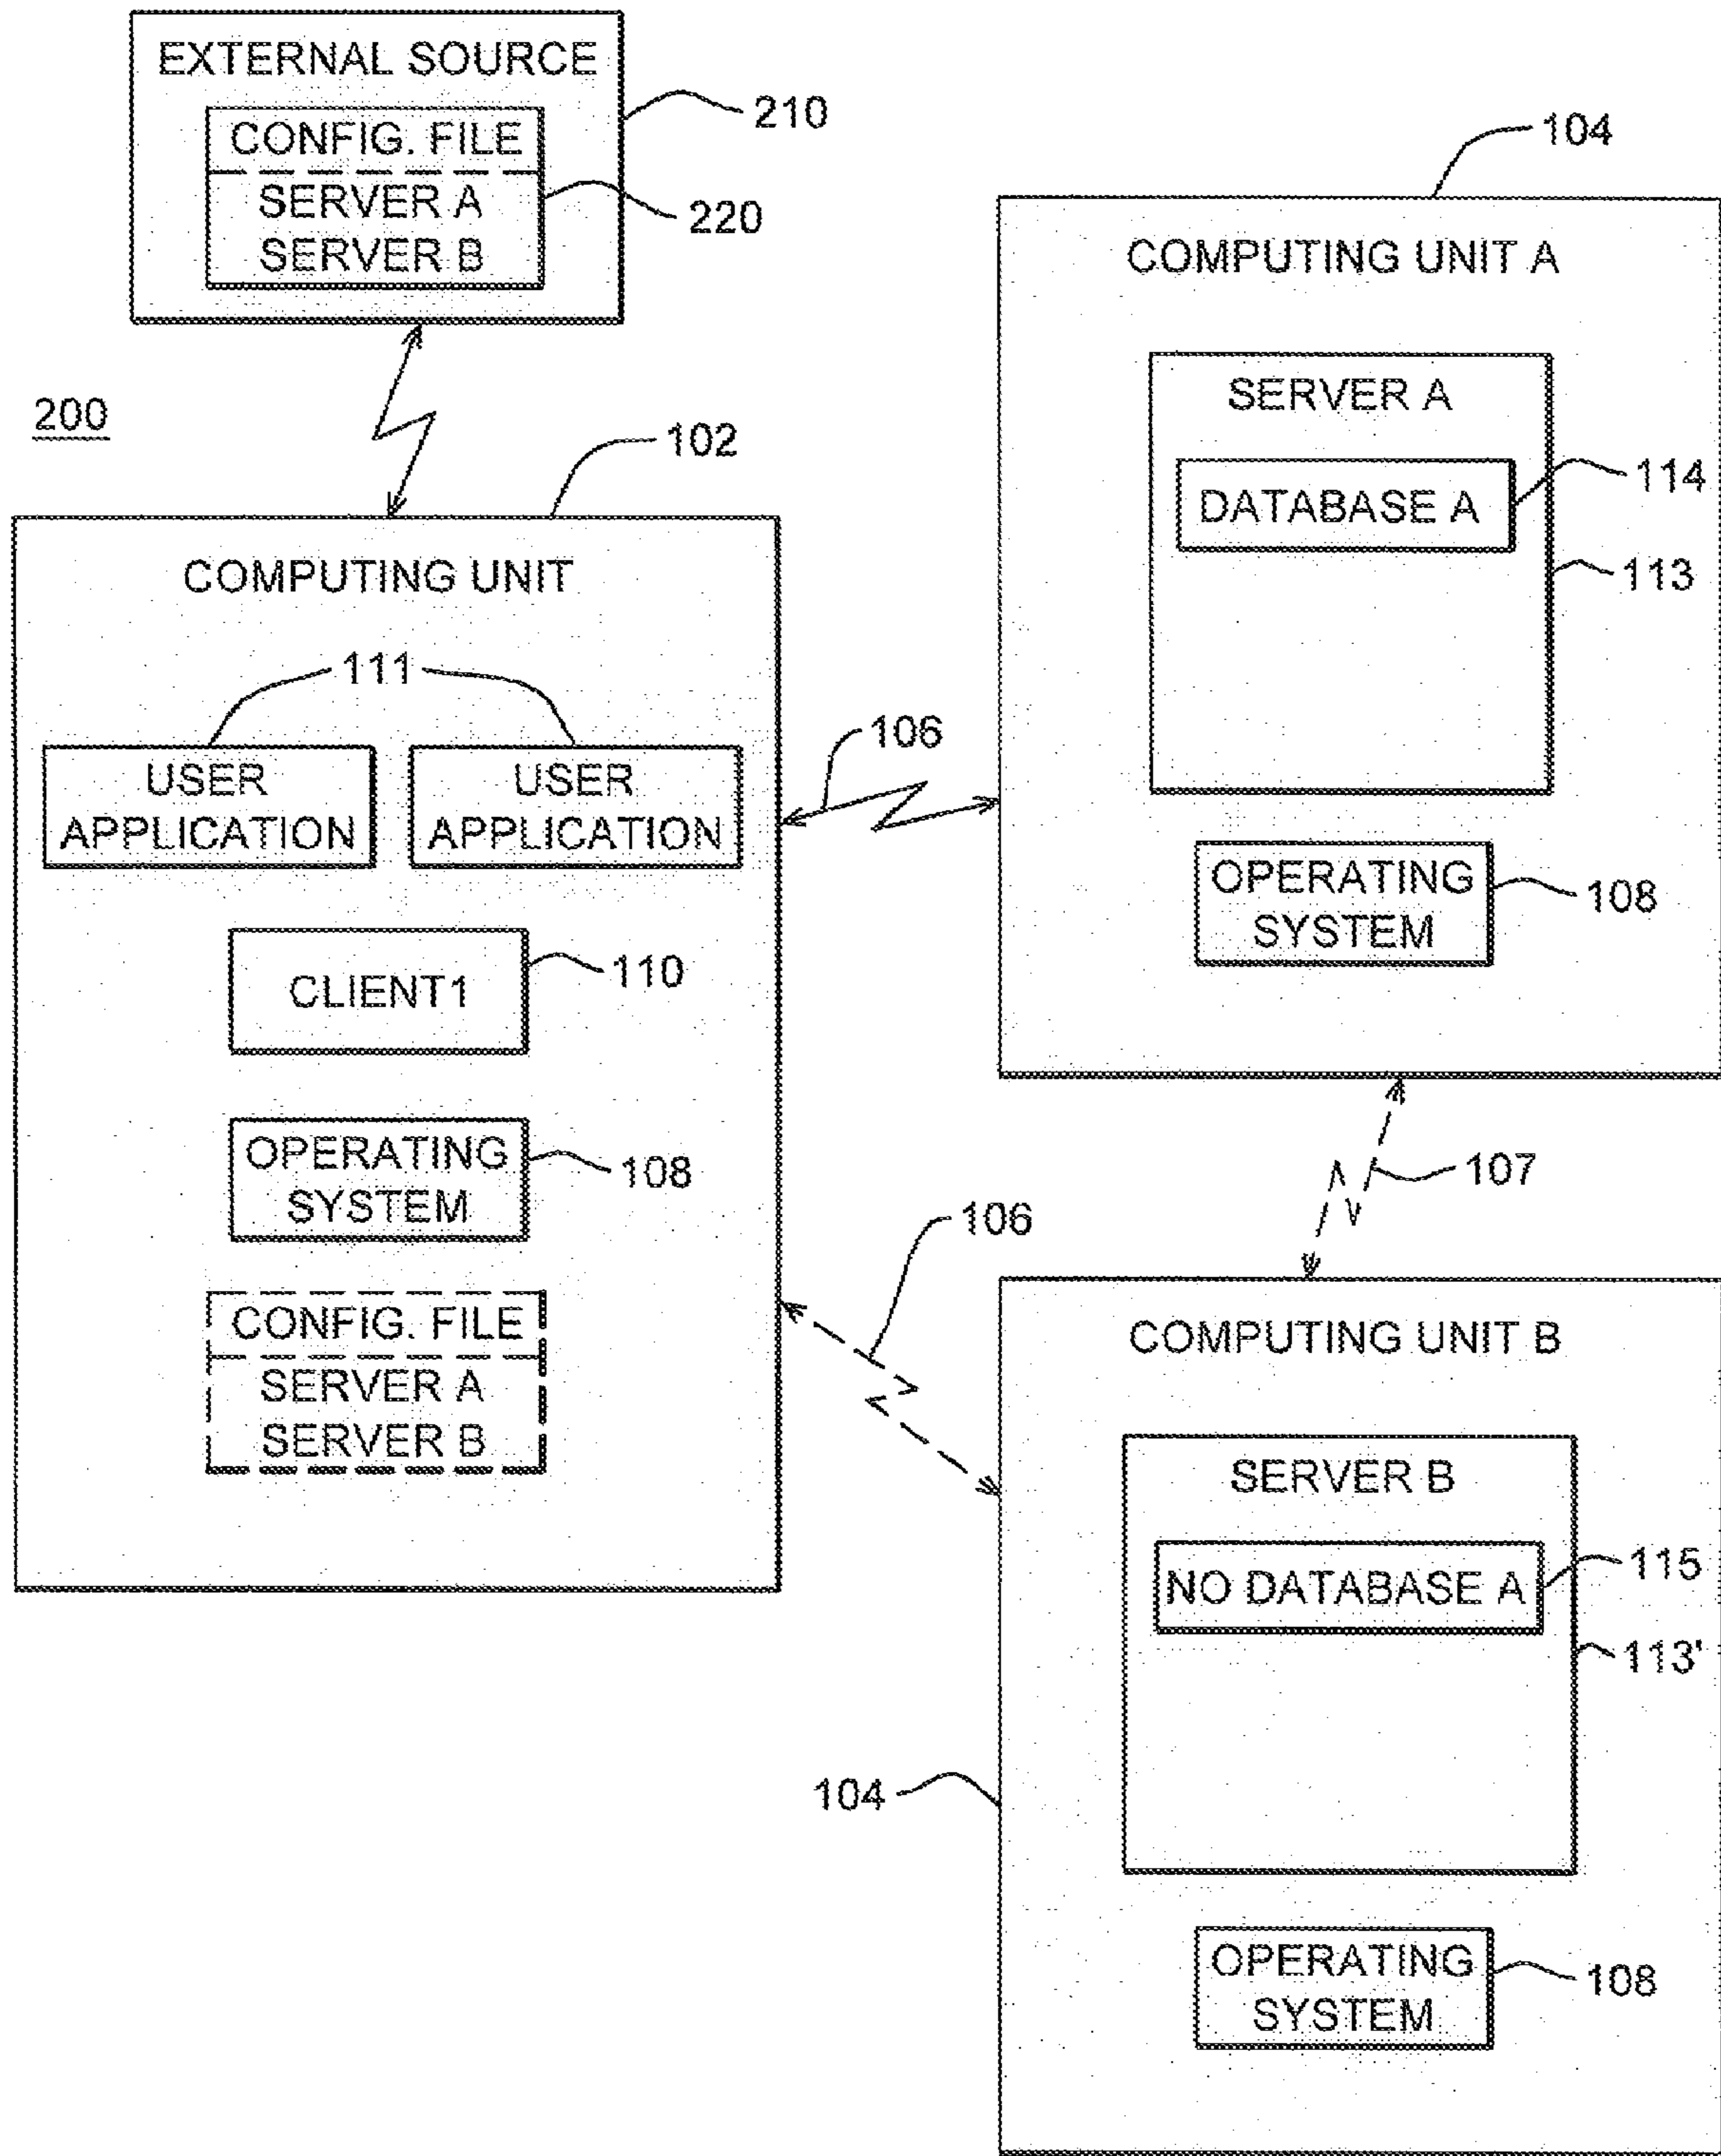 EXTERNAL SOURCE
CONFIG. FILE
SERVER A
SERVER B
210
220
200
102
COMPUTING UNIT
111
USER
APPLICATION
USER
APPLICATION
CLIENT1
110
OPERATING
SYSTEM
108
CONFIG. FILE
SERVER A
SERVER B
106
106
104
COMPUTING UNIT A
SERVER A
DATABASE A
114
113
OPERATING
SYSTEM
108
107
COMPUTING UNIT B
SERVER B
NO DATABASE A
115
113'
104
OPERATING
SYSTEM
108